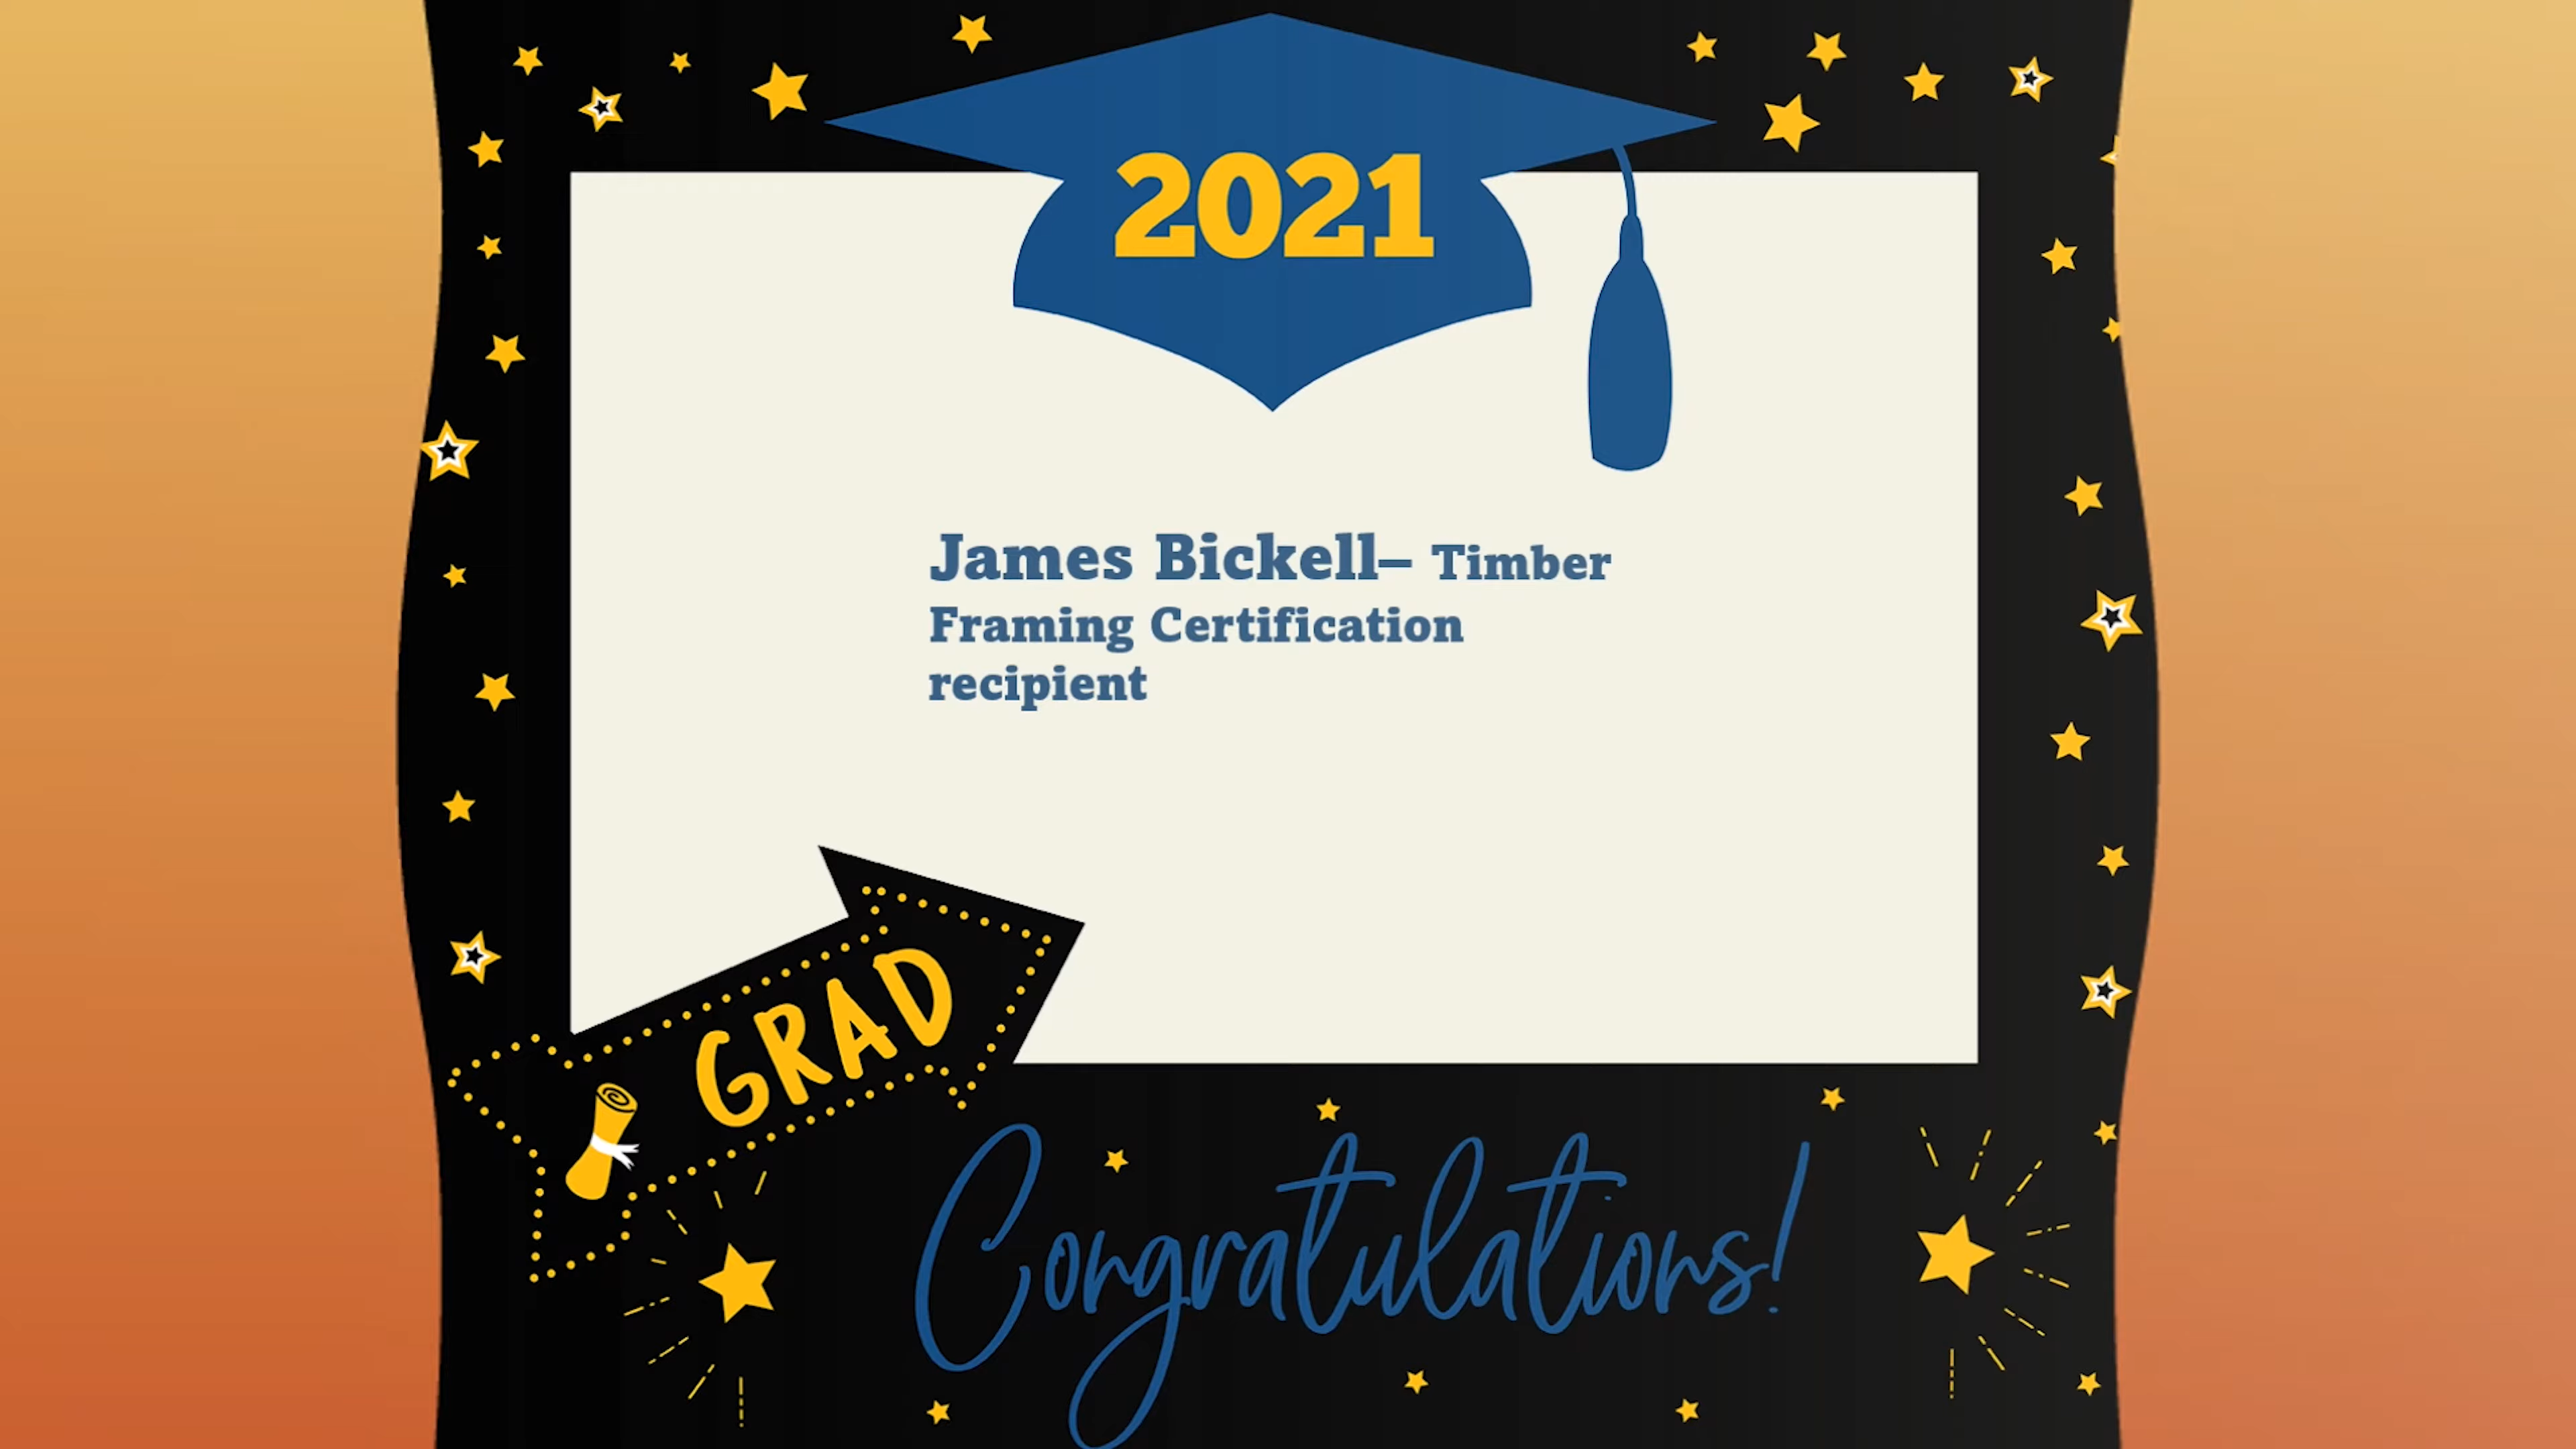 2021
James Bickell– Timber
Framing Certification
recipient
GRAD
Congratulations!